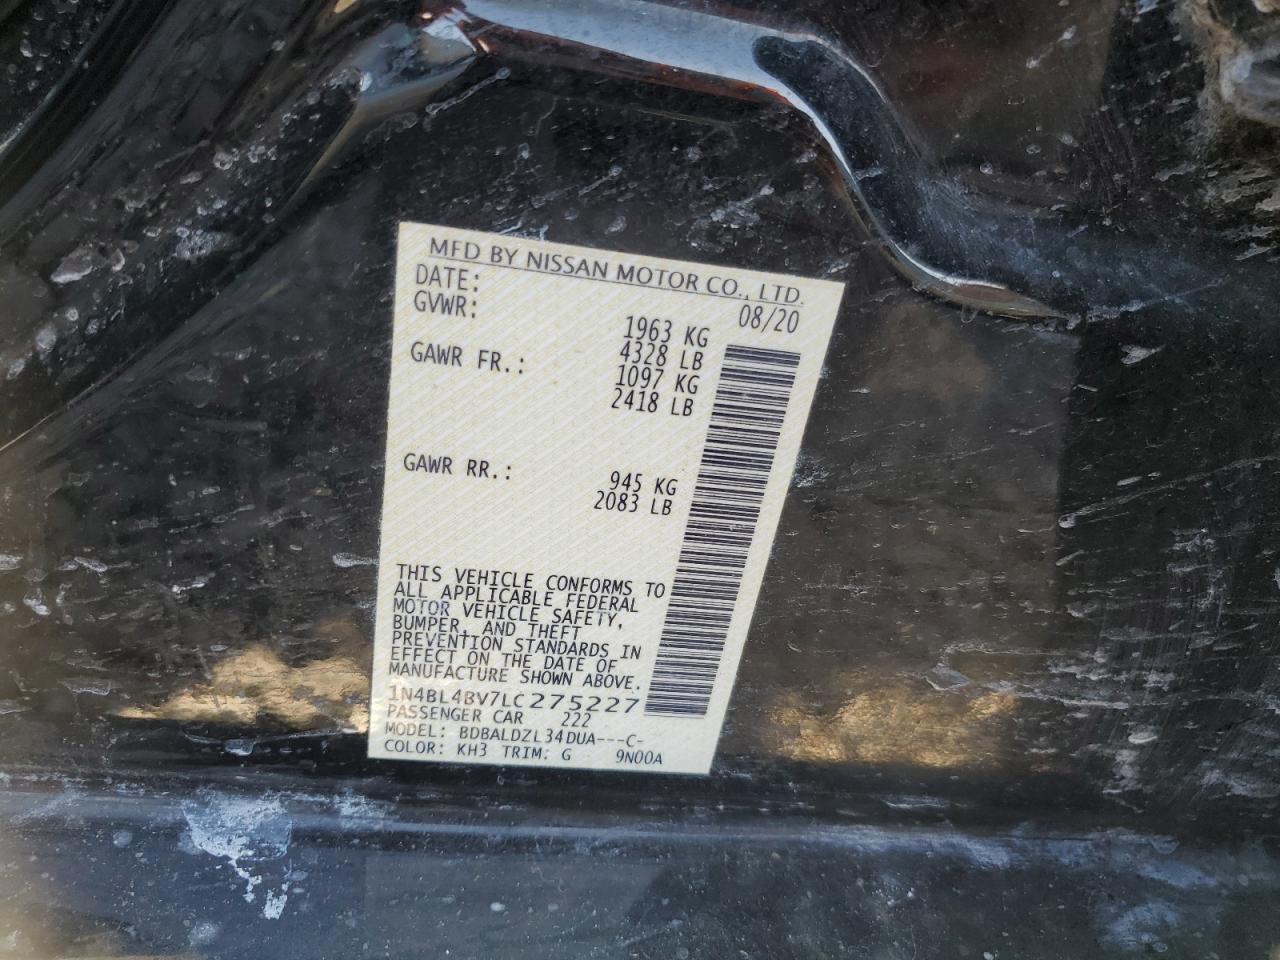 MFD BY NISSAN MOTOR CO., LTD.
DATE: 08/20
GVWR: 1963 KG
4328 LB
GAWR FR.: 1097 KG
2418 LB
GAWR RR.: 945 KG
2083 LB
THIS VEHICLE CONFORMS TO
ALL APPLICABLE FEDERAL
MOTOR VEHICLE SAFETY,
BUMPER, AND THEFT
PREVENTION STANDARDS IN
EFFECT ON THE DATE OF
MANUFACTURE SHOWN ABOVE.
1N4BL4BV7LC275227
PASSENGER CAR 222
MODEL: BDBALDZL34DUA---C-
COLOR: KH3 TRIM: G 9N00A